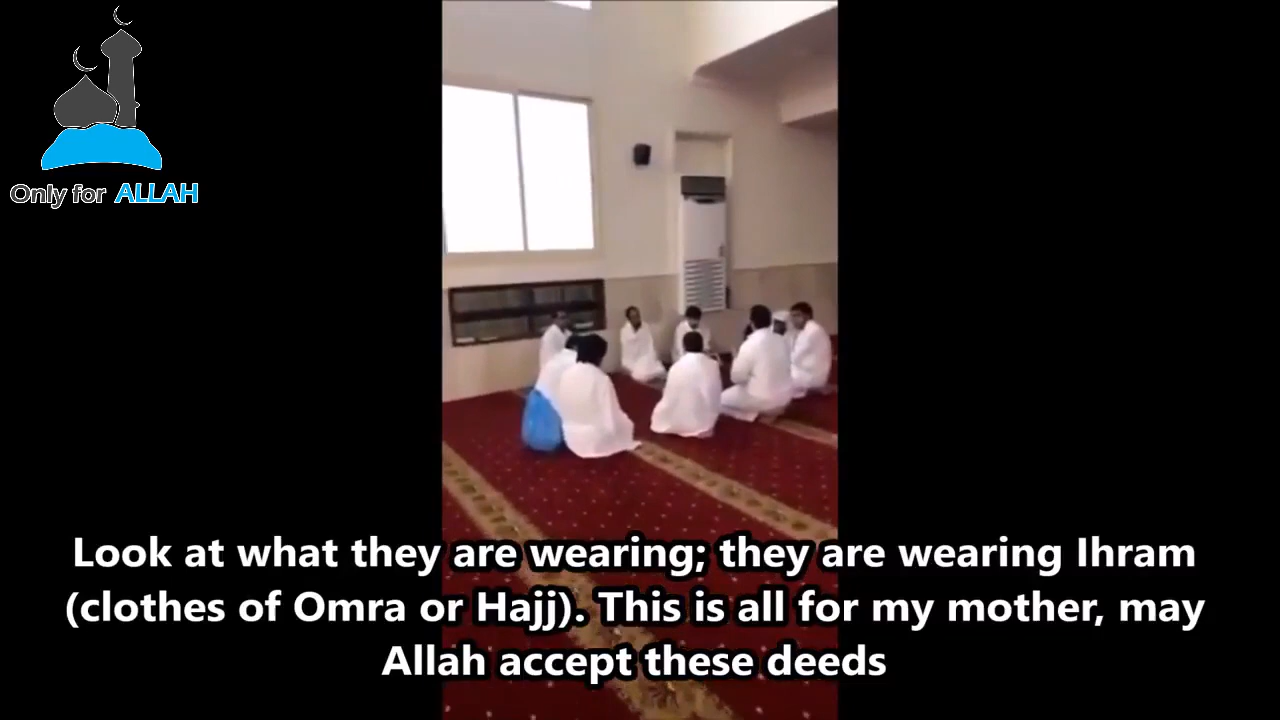 Only for ALLAH
Look at what they are wearing; they are wearing Ihram
(clothes of Omra or Hajj). This is all for my mother, may
Allah accept these deeds